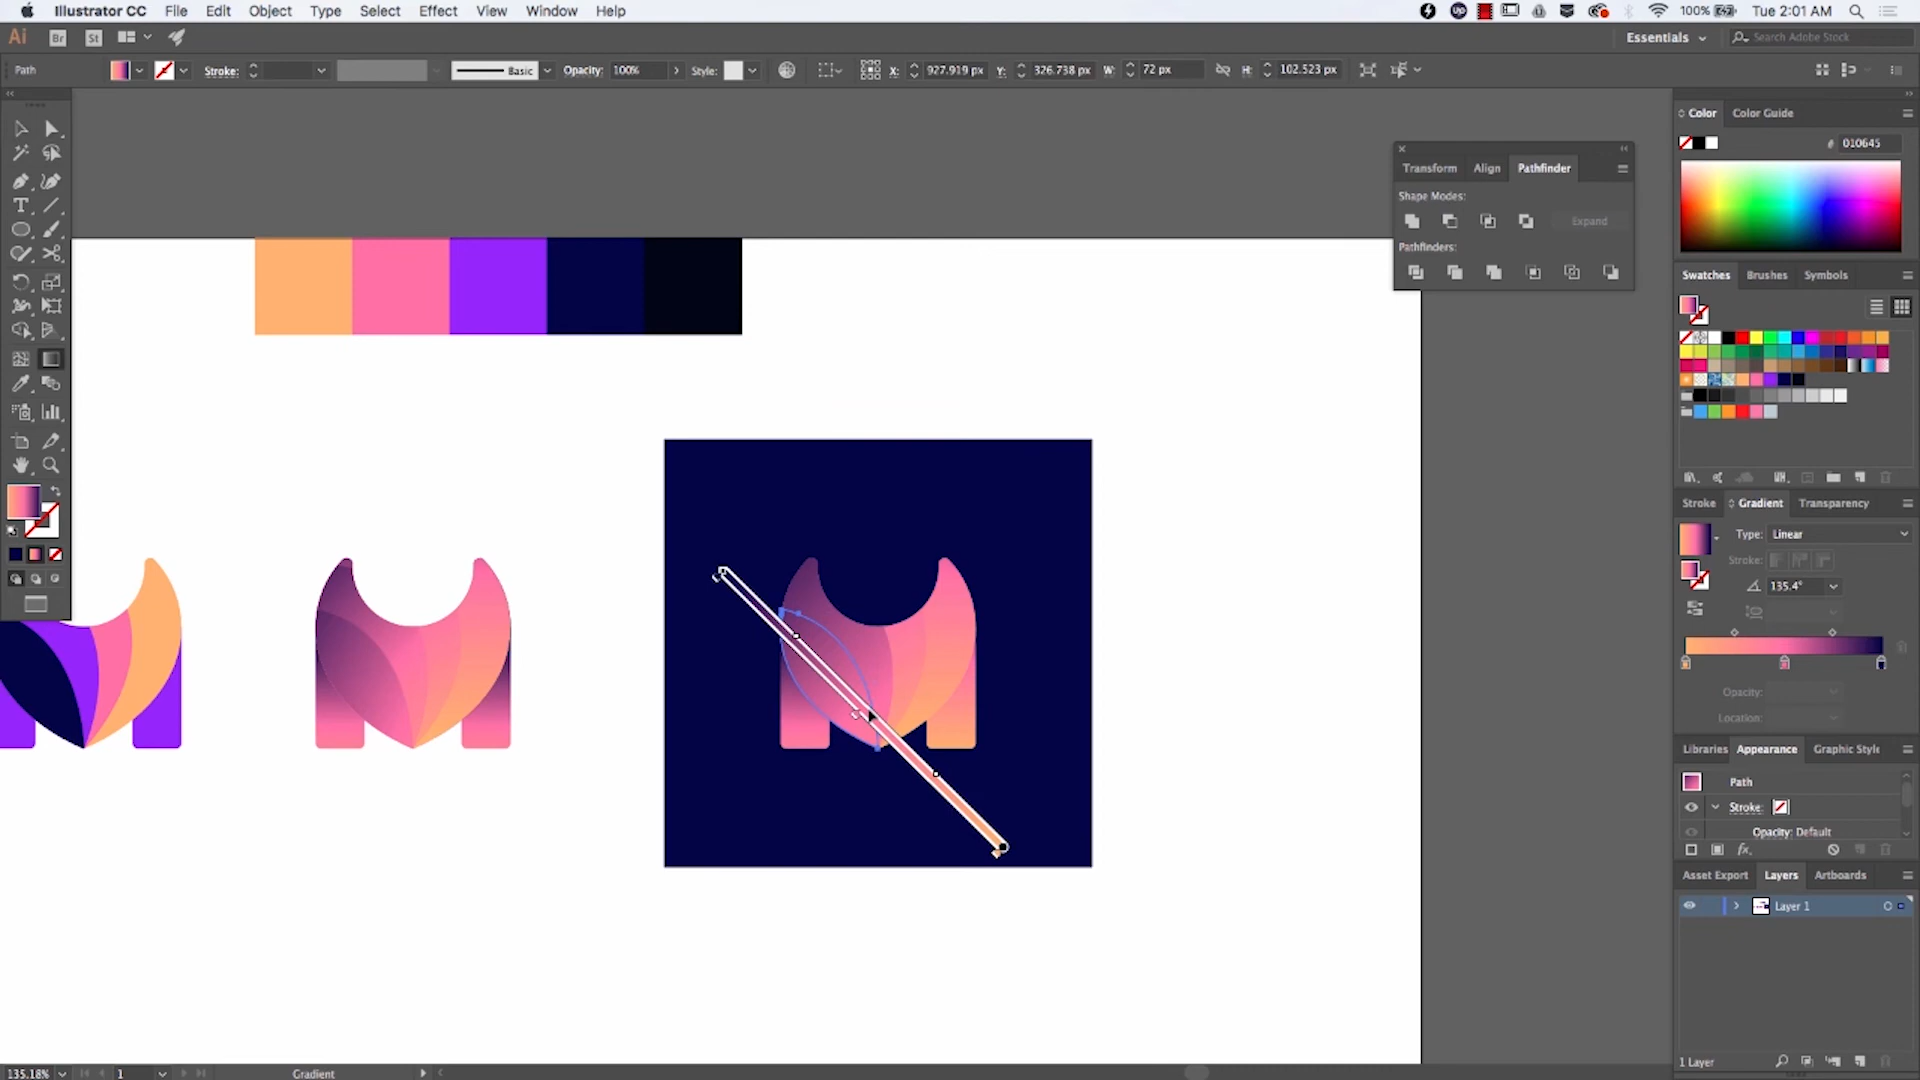 Illustrator CC File Edit Object Type Select Effect View Window Help 100% Tue 2:01 AM
Ai Br St Essentials Search Adobe Stock
Path Stroke: Basic Opacity: 100% Style: X: 927.919 px Y: 326.738 px W: 72 px H: 102.523 px
Color Color Guide
# 010645
Transform Align Pathfinder
Shape Modes:
Expand
Pathfinders:
Swatches Brushes Symbols
Stroke Gradient Transparency
Type: Linear
Stroke:
135.4°
Opacity:
Location:
Libraries Appearance Graphic Style
Path
Stroke:
Opacity: Default
fx
Asset Export Layers Artboards
Layer 1
1 Layer
135.18% 1 Gradient